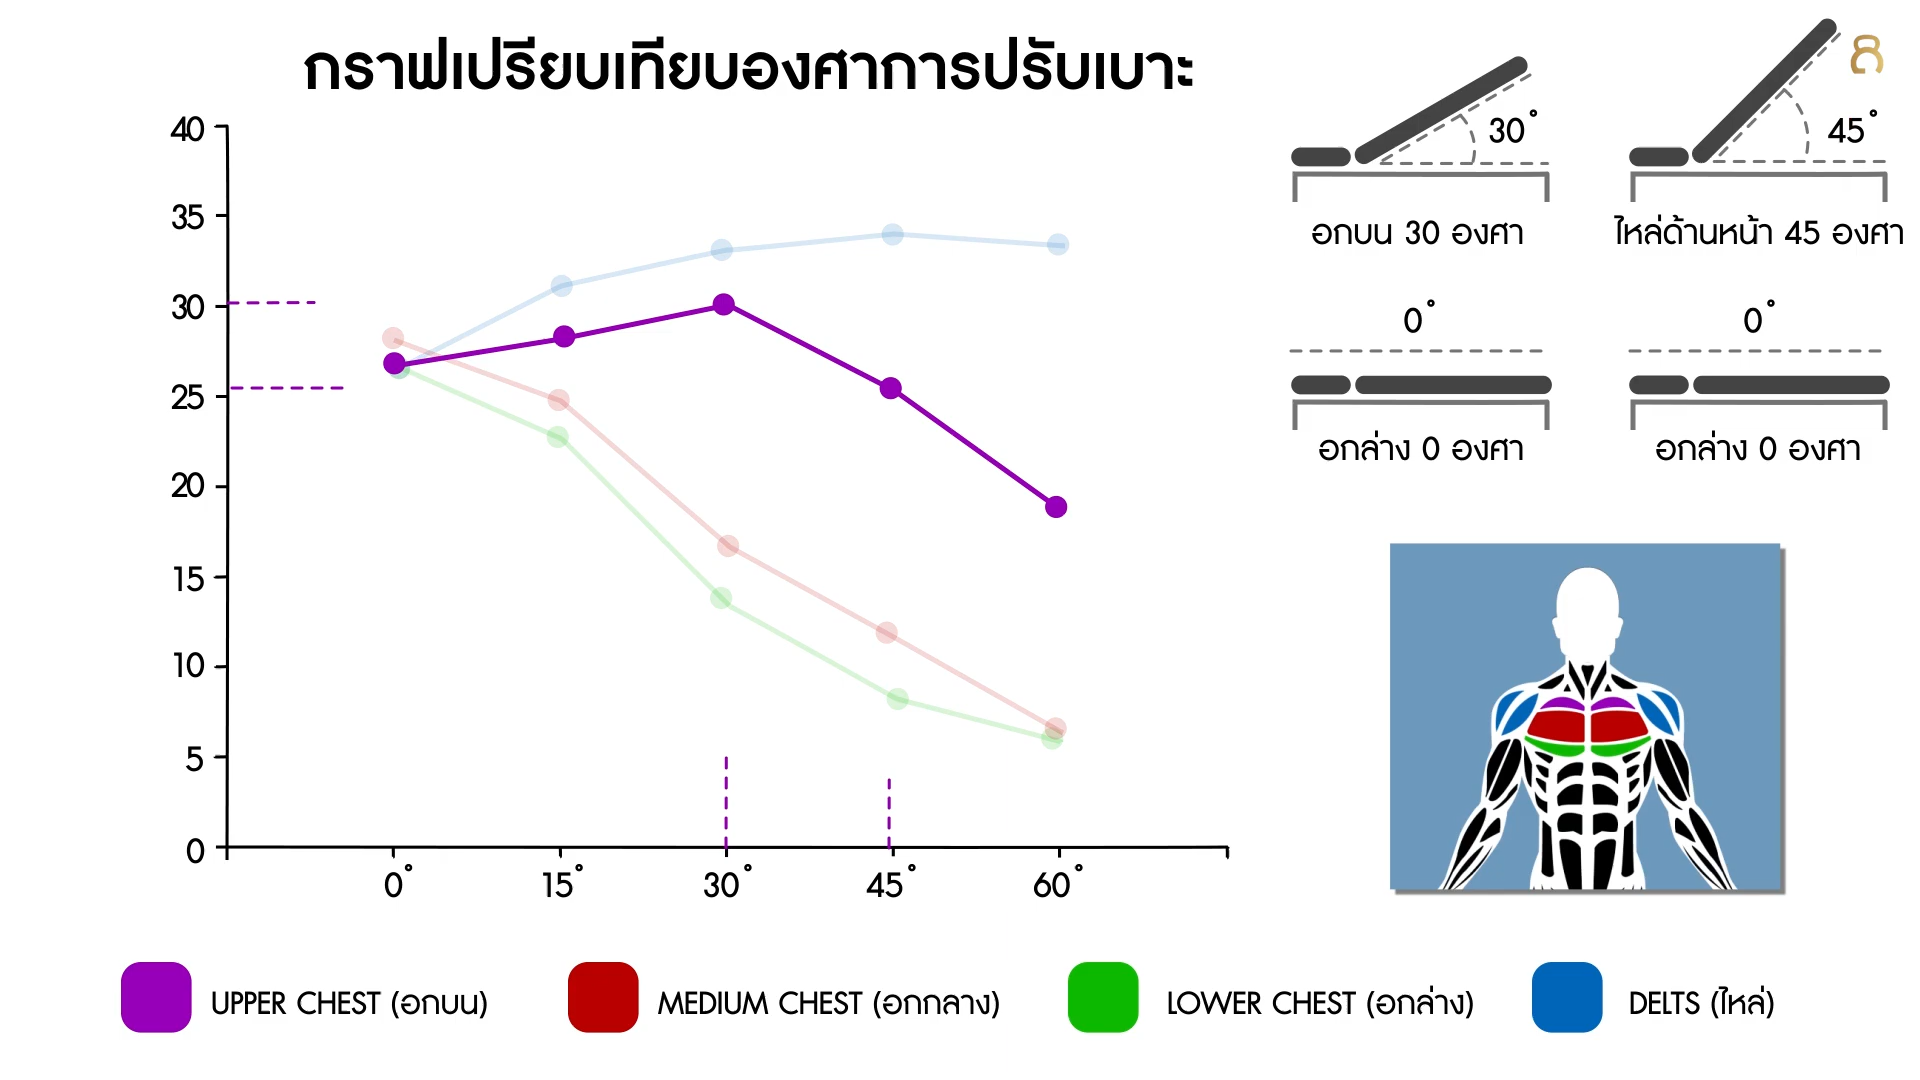 กราฟเปรียบเทียบองศาการปรับเบาะ
40
35
30
25
20
15
10
5
0
0°
15°
30°
45°
60°
30°
อกบน 30 องศา
45°
ไหล่ด้านหน้า 45 องศา
0°
อกล่าง 0 องศา
0°
อกล่าง 0 องศา
UPPER CHEST (อกบน)
MEDIUM CHEST (อกกลาง)
LOWER CHEST (อกล่าง)
DELTS (ไหล่)